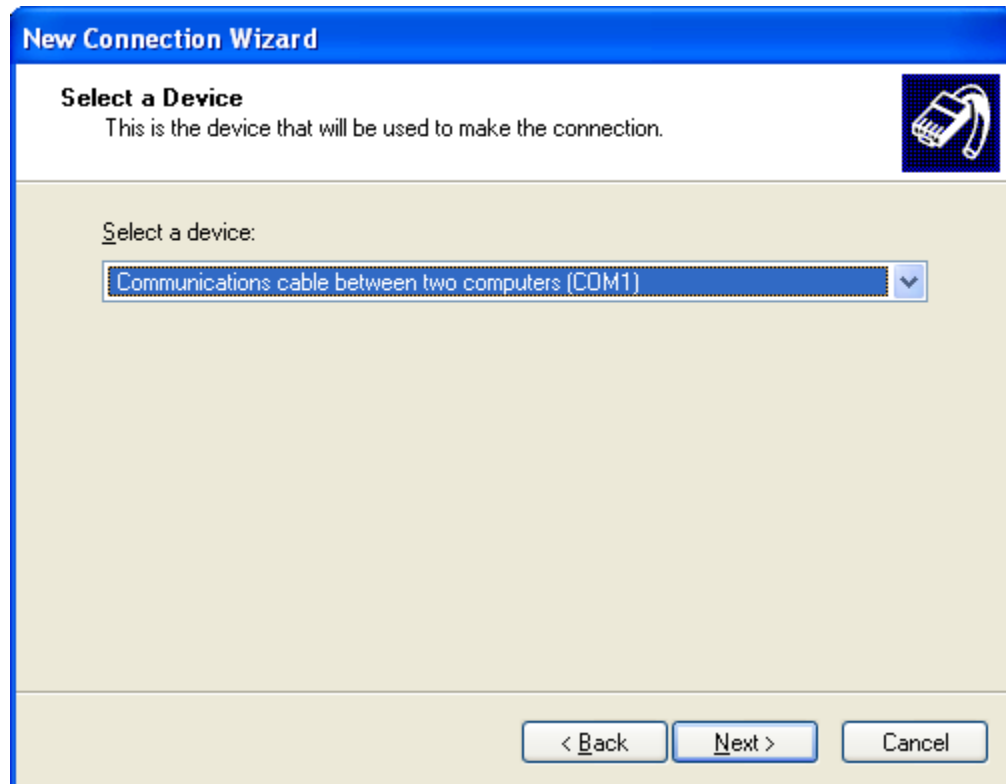 New Connection Wizard
Select a Device
This is the device that will be used to make the connection.
Select a device:
Communications cable between two computers (COM1)
< Back
Next >
Cancel